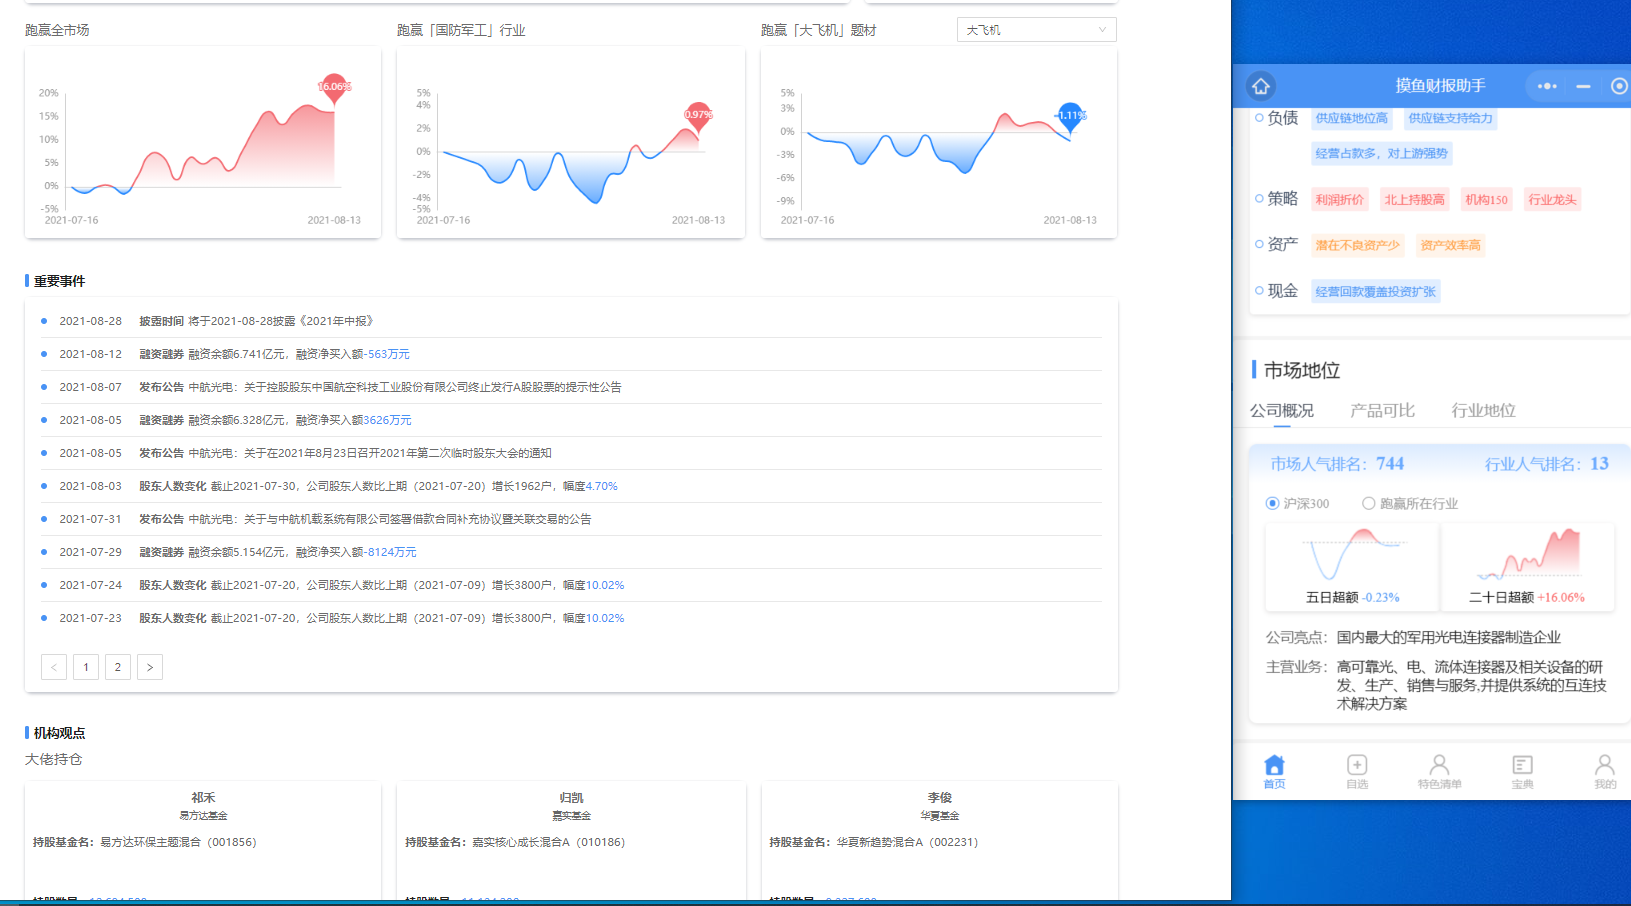 跑赢全市场
20%
15%
10%
5%
0%
-5%
16.06%
2021-07-16
2021-08-13
跑赢「国防军工」行业
5%
4%
2%
0%
-2%
-4%
-5%
0.97%
2021-07-16
2021-08-13
跑赢「大飞机」题材
大飞机
5%
3%
0%
-3%
-6%
-9%
-1.11%
2021-07-16
2021-08-13
重要事件
2021-08-28 披露时间 将于2021-08-28披露《2021年中报》
2021-08-12 融资融券 融资余额6.741亿元，融资净买入额-563万元
2021-08-07 发布公告 中航光电：关于控股股东中国航空科技工业股份有限公司终止发行A股股票的提示性公告
2021-08-05 融资融券 融资余额6.328亿元，融资净买入额3626万元
2021-08-05 发布公告 中航光电：关于在2021年8月23日召开2021年第二次临时股东大会的通知
2021-08-03 股东人数变化 截止2021-07-30，公司股东人数比上期（2021-07-20）增长1962户，幅度4.70%
2021-07-31 发布公告 中航光电：关于与中航机载系统有限公司签署借款合同补充协议暨关联交易的公告
2021-07-29 融资融券 融资余额5.154亿元，融资净买入额-8124万元
2021-07-24 股东人数变化 截止2021-07-20，公司股东人数比上期（2021-07-09）增长3800户，幅度10.02%
2021-07-23 股东人数变化 截止2021-07-20，公司股东人数比上期（2021-07-09）增长3800户，幅度10.02%
< 1 2 >
机构观点
大佬持仓
祁禾
易方达基金
持股基金名：易方达环保主题混合（001856）
归凯
嘉实基金
持股基金名：嘉实核心成长混合A（010186）
李俊
华夏基金
持股基金名：华夏新趋势混合A（002231）
摸鱼财报助手
负债 供应链地位高 供应链支持给力
经营占款多，对上游强势
策略 利润折价 北上持股高 机构150 行业龙头
资产 潜在不良资产少 资产效率高
现金 经营回款覆盖投资扩张
市场地位
公司概况 产品可比 行业地位
市场人气排名：744 行业人气排名：13
沪深300 跑赢所在行业
五日超额 -0.23% 二十日超额 +16.06%
公司亮点： 国内最大的军用光电连接器制造企业
主营业务： 高可靠光、电、流体连接器及相关设备的研
发、生产、销售与服务,并提供系统的互连技
术解决方案
首页 自选 特色清单 宝典 我的